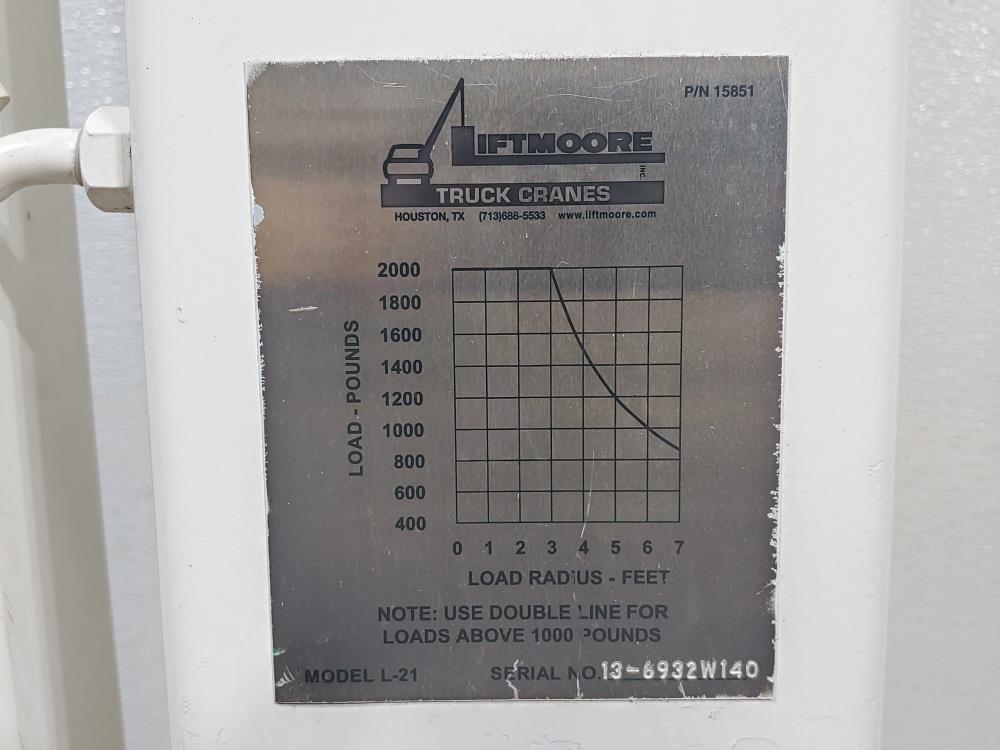 P/N 15851
LIFTMOORE INC.
TRUCK CRANES
HOUSTON, TX (713)688-5533 www.liftmoore.com
2000
1800
1600
1400
1200
1000
800
600
400
LOAD - POUNDS
0 1 2 3 4 5 6 7
LOAD RADIUS - FEET
NOTE: USE DOUBLE LINE FOR
LOADS ABOVE 1000 POUNDS
MODEL L-21 SERIAL NO. 13-6932W140